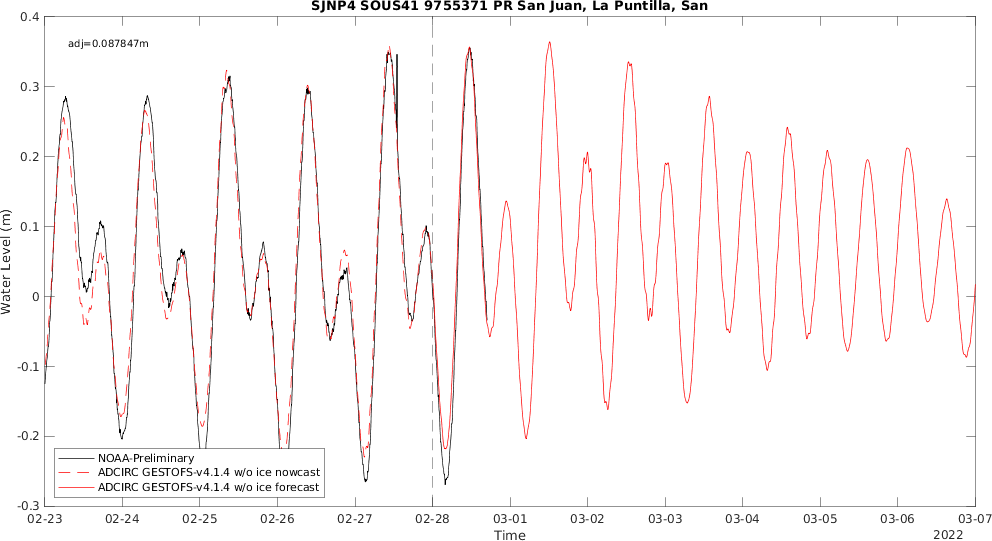 SJNP4 SOUS41 9755371 PR San Juan, La Puntilla, San
adj=0.087847m
Water Level (m)
0.4
0.3
0.2
0.1
0
-0.1
-0.2
-0.3
NOAA-Preliminary
ADCIRC GESTOFS-v4.1.4 w/o ice nowcast
ADCIRC GESTOFS-v4.1.4 w/o ice forecast
02-23 02-24 02-25 02-26 02-27 02-28 03-01 03-02 03-03 03-04 03-05 03-06 03-07
Time
2022